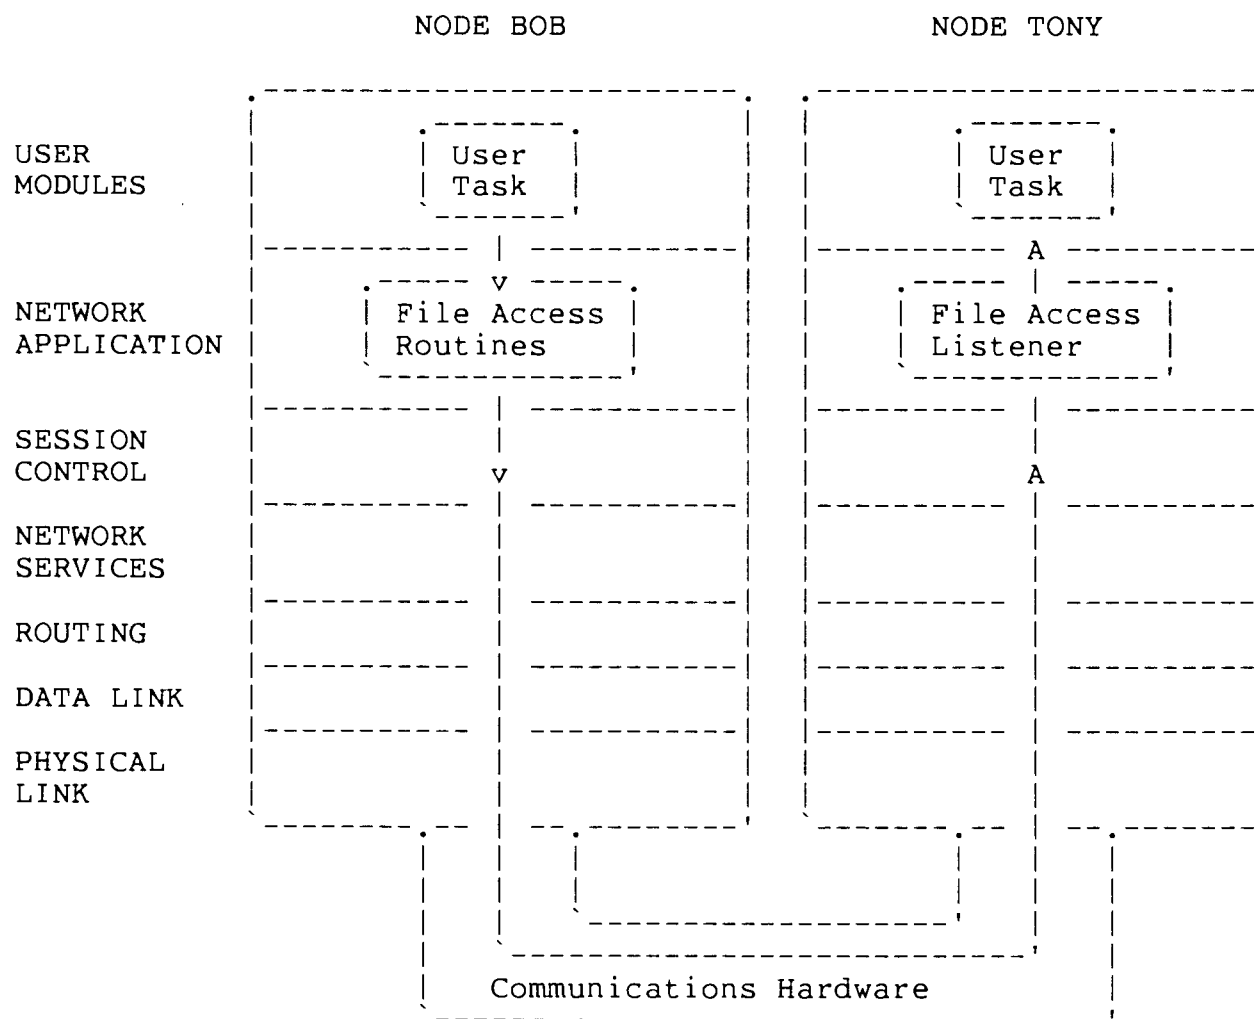 NODE BOB NODE TONY
USER
MODULES
User
Task
User
Task
v
A
NETWORK
APPLICATION
File Access
Routines
File Access
Listener
SESSION
CONTROL
v
A
NETWORK
SERVICES
ROUTING
DATA LINK
PHYSICAL
LINK
Communications Hardware